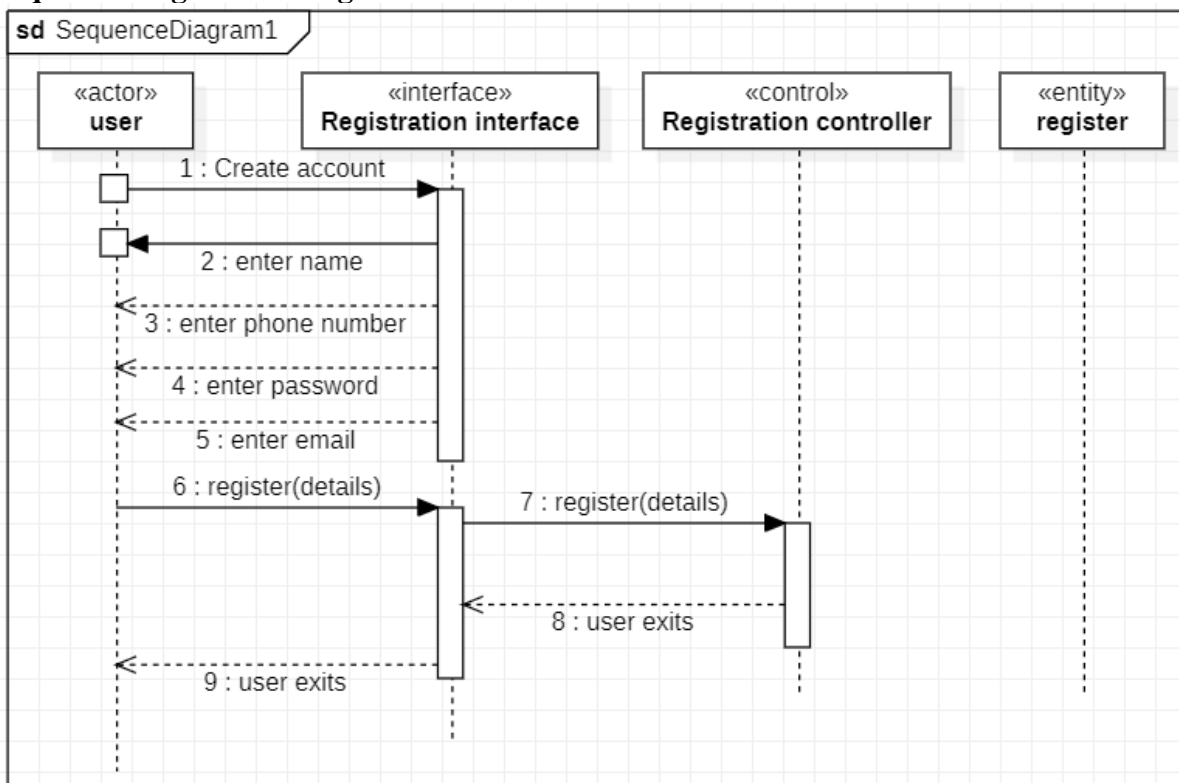 sd SequenceDiagram1
«actor»
user
«interface»
Registration interface
«control»
Registration controller
«entity»
register
1 : Create account
2 : enter name
3 : enter phone number
4 : enter password
5 : enter email
6 : register(details)
7 : register(details)
8 : user exits
9 : user exits